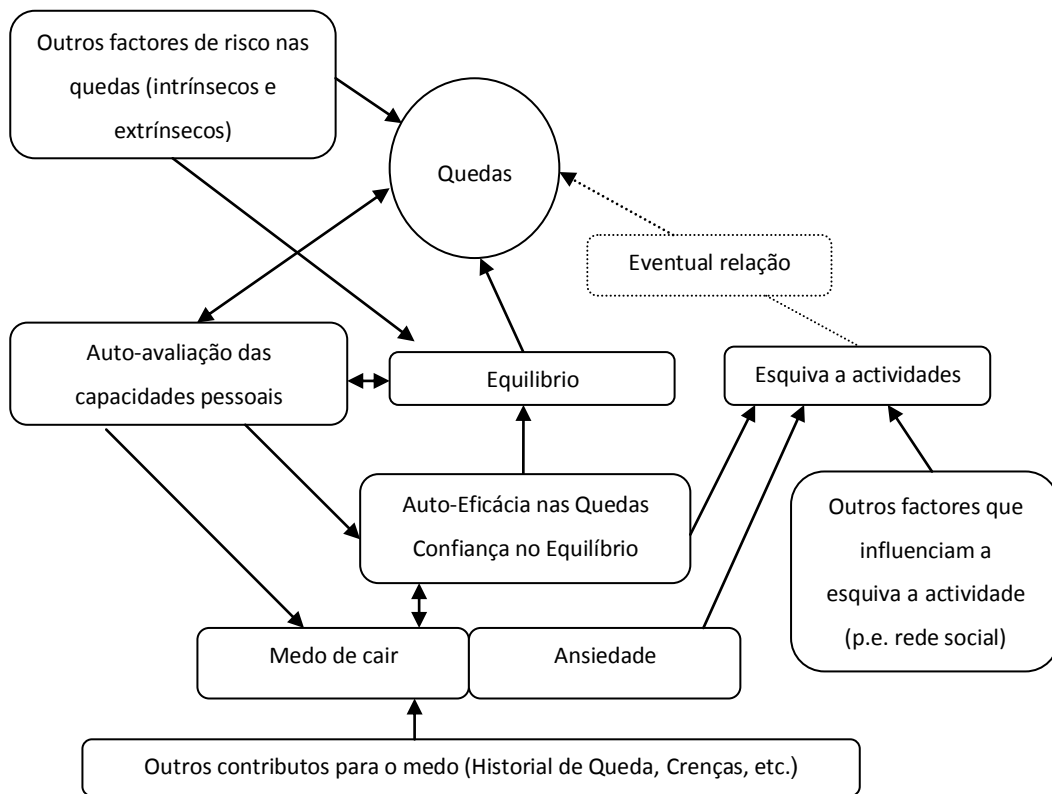 Outros factores de risco nas
quedas (intrínsecos e
extrínsecos)
Quedas
Eventual relação
Auto-avaliação das
capacidades pessoais
Equilibrio
Esquiva a actividades
Auto-Eficácia nas Quedas
Confiança no Equilíbrio
Outros factores que
influenciam a
esquiva a actividade
(p.e. rede social)
Medo de cair
Ansiedade
Outros contributos para o medo (Historial de Queda, Crenças, etc.)